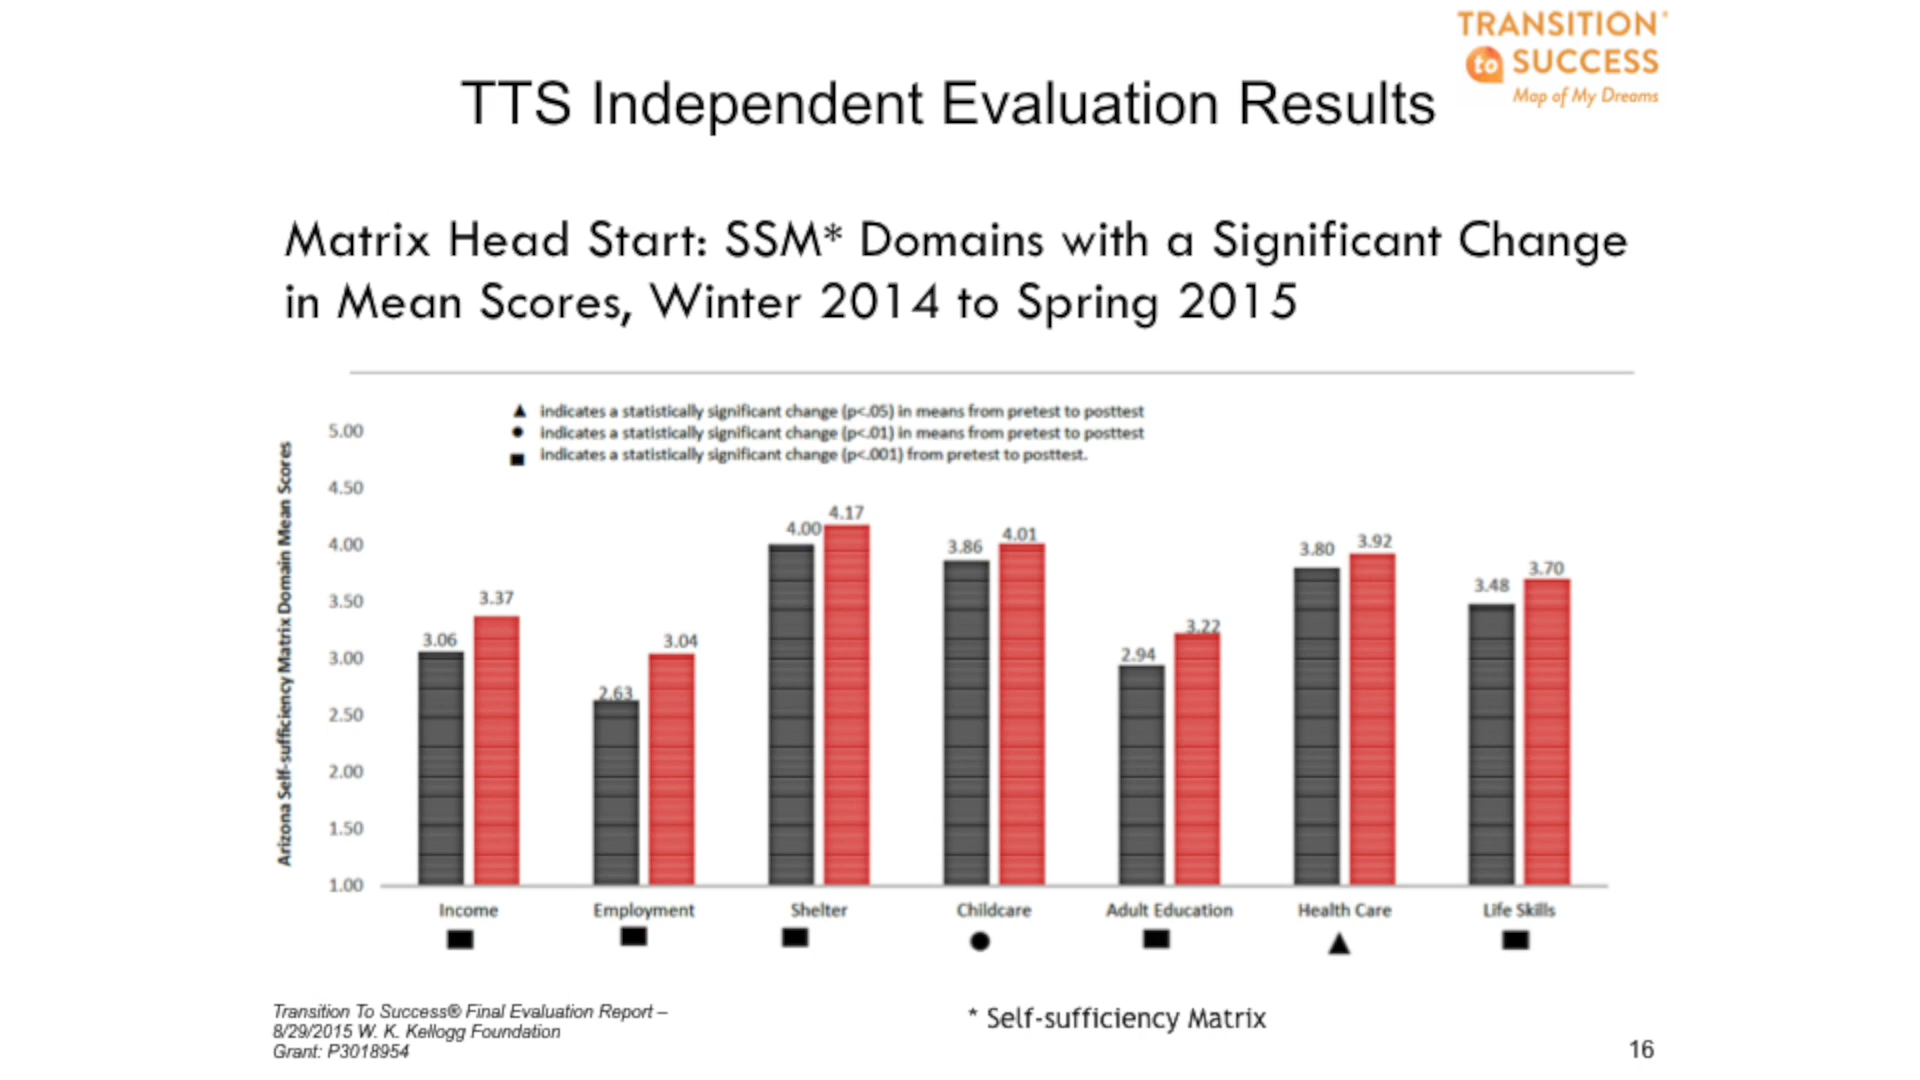 TRANSITION
to SUCCESS
Map of My Dreams
TTS Independent Evaluation Results
Matrix Head Start: SSM* Domains with a Significant Change
in Mean Scores, Winter 2014 to Spring 2015
indicates a statistically significant change (p<.05) in means from pretest to posttest
indicates a statistically significant change (p<.01) in means from pretest to posttest
indicates a statistically significant change (p<.001) from pretest to posttest.
Arizona Self-sufficiency Matrix Domain Mean Scores
5.00
4.50
4.00
3.50
3.00
2.50
2.00
1.50
1.00
3.06 3.37
2.63 3.04
4.00 4.17
3.86 4.01
2.94 3.22
3.80 3.92
3.48 3.70
Income Employment Shelter Childcare Adult Education Health Care Life Skills
Transition To Success® Final Evaluation Report –
8/29/2015 W. K. Kellogg Foundation
Grant: P3018954
* Self-sufficiency Matrix
16